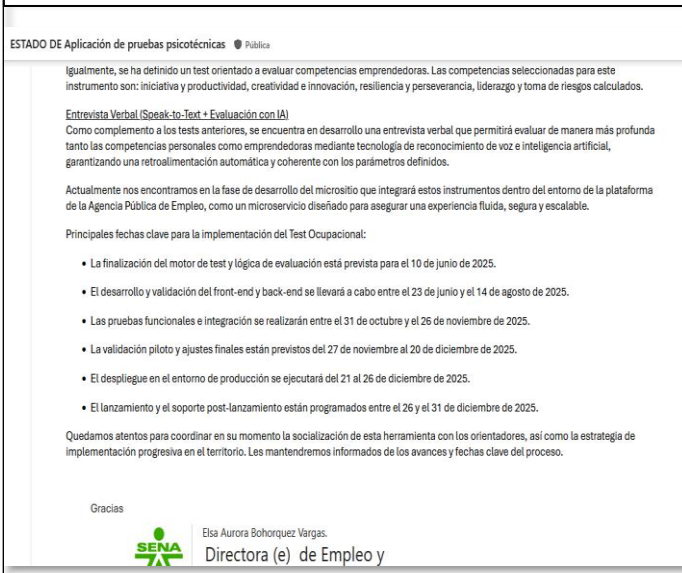 ESTADO DE Aplicación de pruebas psicotécnicas Pública
Igualmente, se ha definido un test orientado a evaluar competencias emprendedoras. Las competencias seleccionadas para este
instrumento son: iniciativa y productividad, creatividad e innovación, resiliencia y perseverancia, liderazgo y toma de riesgos calculados.
Entrevista Verbal (Speak-to-Text + Evaluación con IA)
Como complemento a los tests anteriores, se encuentra en desarrollo una entrevista verbal que permitirá evaluar de manera más profunda
tanto las competencias personales como emprendedoras mediante tecnología de reconocimiento de voz e inteligencia artificial,
garantizando una retroalimentación automática y coherente con los parámetros definidos.
Actualmente nos encontramos en la fase de desarrollo del micrositio que integrará estos instrumentos dentro del entorno de la plataforma
de la Agencia Pública de Empleo, como un microservicio diseñado para asegurar una experiencia fluida, segura y escalable.
Principales fechas clave para la implementación del Test Ocupacional:
• La finalización del motor de test y lógica de evaluación está prevista para el 10 de junio de 2025.
• El desarrollo y validación del front-end y back-end se llevará a cabo entre el 23 de junio y el 14 de agosto de 2025.
• Las pruebas funcionales e integración se realizarán entre el 31 de octubre y el 26 de noviembre de 2025.
• La validación piloto y ajustes finales están previstos del 27 de noviembre al 20 de diciembre de 2025.
• El despliegue en el entorno de producción se ejecutará del 21 al 26 de diciembre de 2025.
• El lanzamiento y el soporte post-lanzamiento están programados entre el 26 y el 31 de diciembre de 2025.
Quedamos atentos para coordinar en su momento la socialización de esta herramienta con los orientadores, así como la estrategia de
implementación progresiva en el territorio. Les mantendremos informados de los avances y fechas clave del proceso.
Gracias
SENA
Elsa Aurora Bohorquez Vargas.
Directora (e) de Empleo y